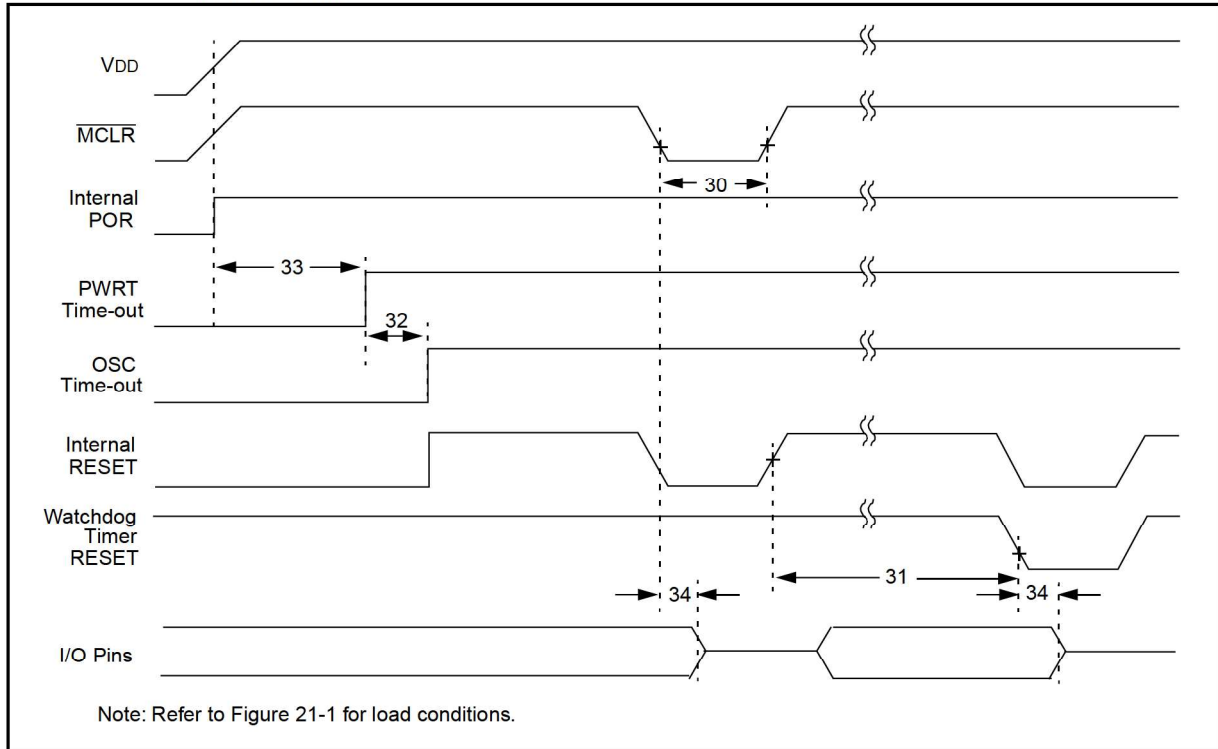 VDD
MCLR
30
Internal
POR
33
PWRT
Time-out
32
OSC
Time-out
Internal
RESET
Watchdog
Timer
RESET
31
34
34
I/O Pins
Note: Refer to Figure 21-1 for load conditions.